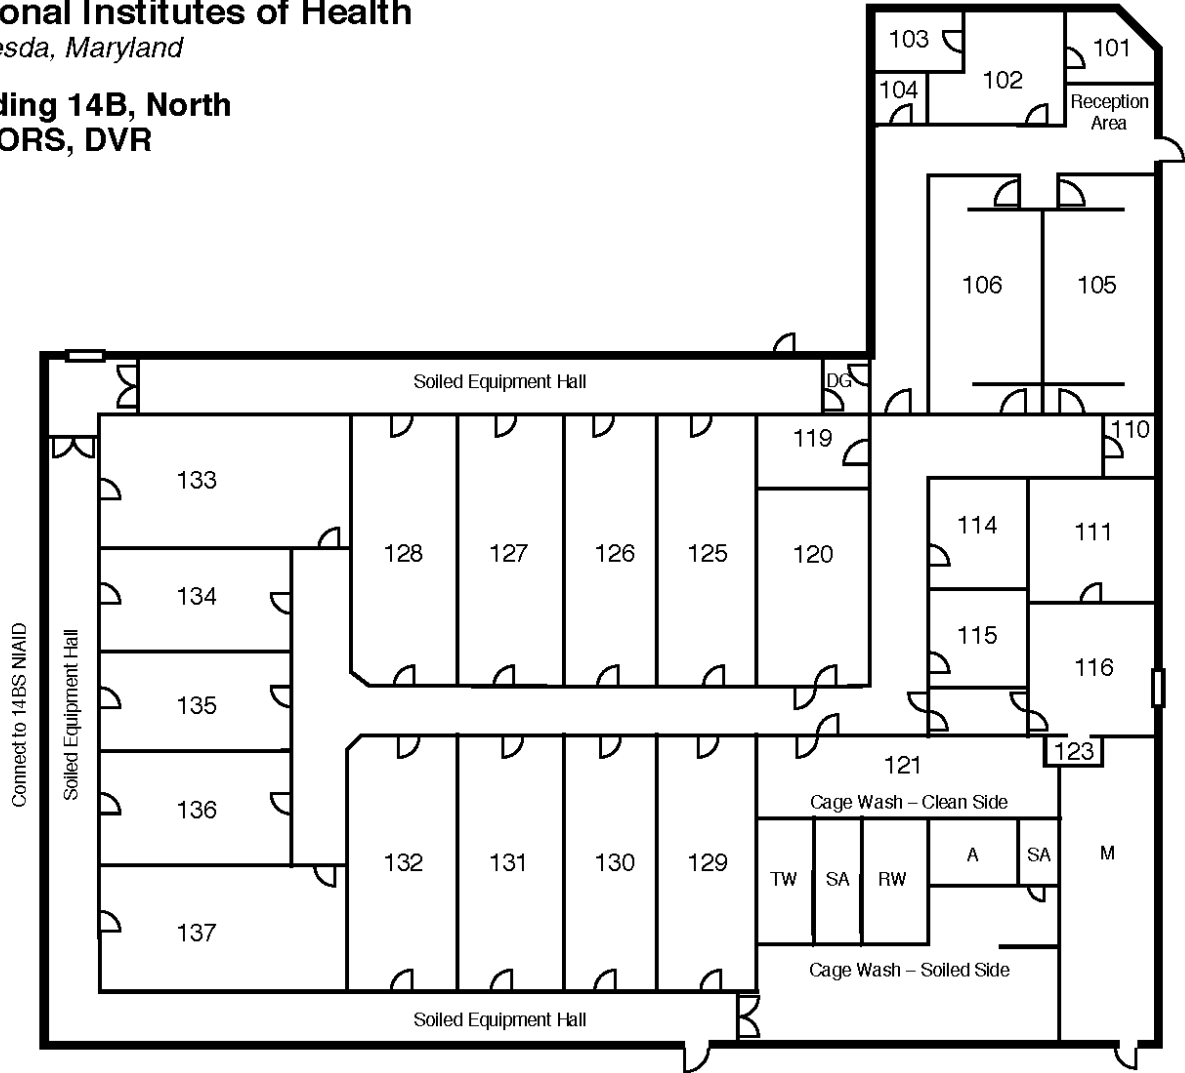 onal Institutes of Health
esda, Maryland
ding 14B, North
ORS, DVR
103
101
102
104
Reception
Area
106
105
DG
Soiled Equipment Hall
119
110
133
114
111
128
127
126
125
120
134
115
116
135
Connect to 14BS NIAID
Soiled Equipment Hall
123
121
136
Cage Wash – Clean Side
132
131
130
129
TW
SA
RW
A
SA
M
137
Cage Wash – Soiled Side
Soiled Equipment Hall